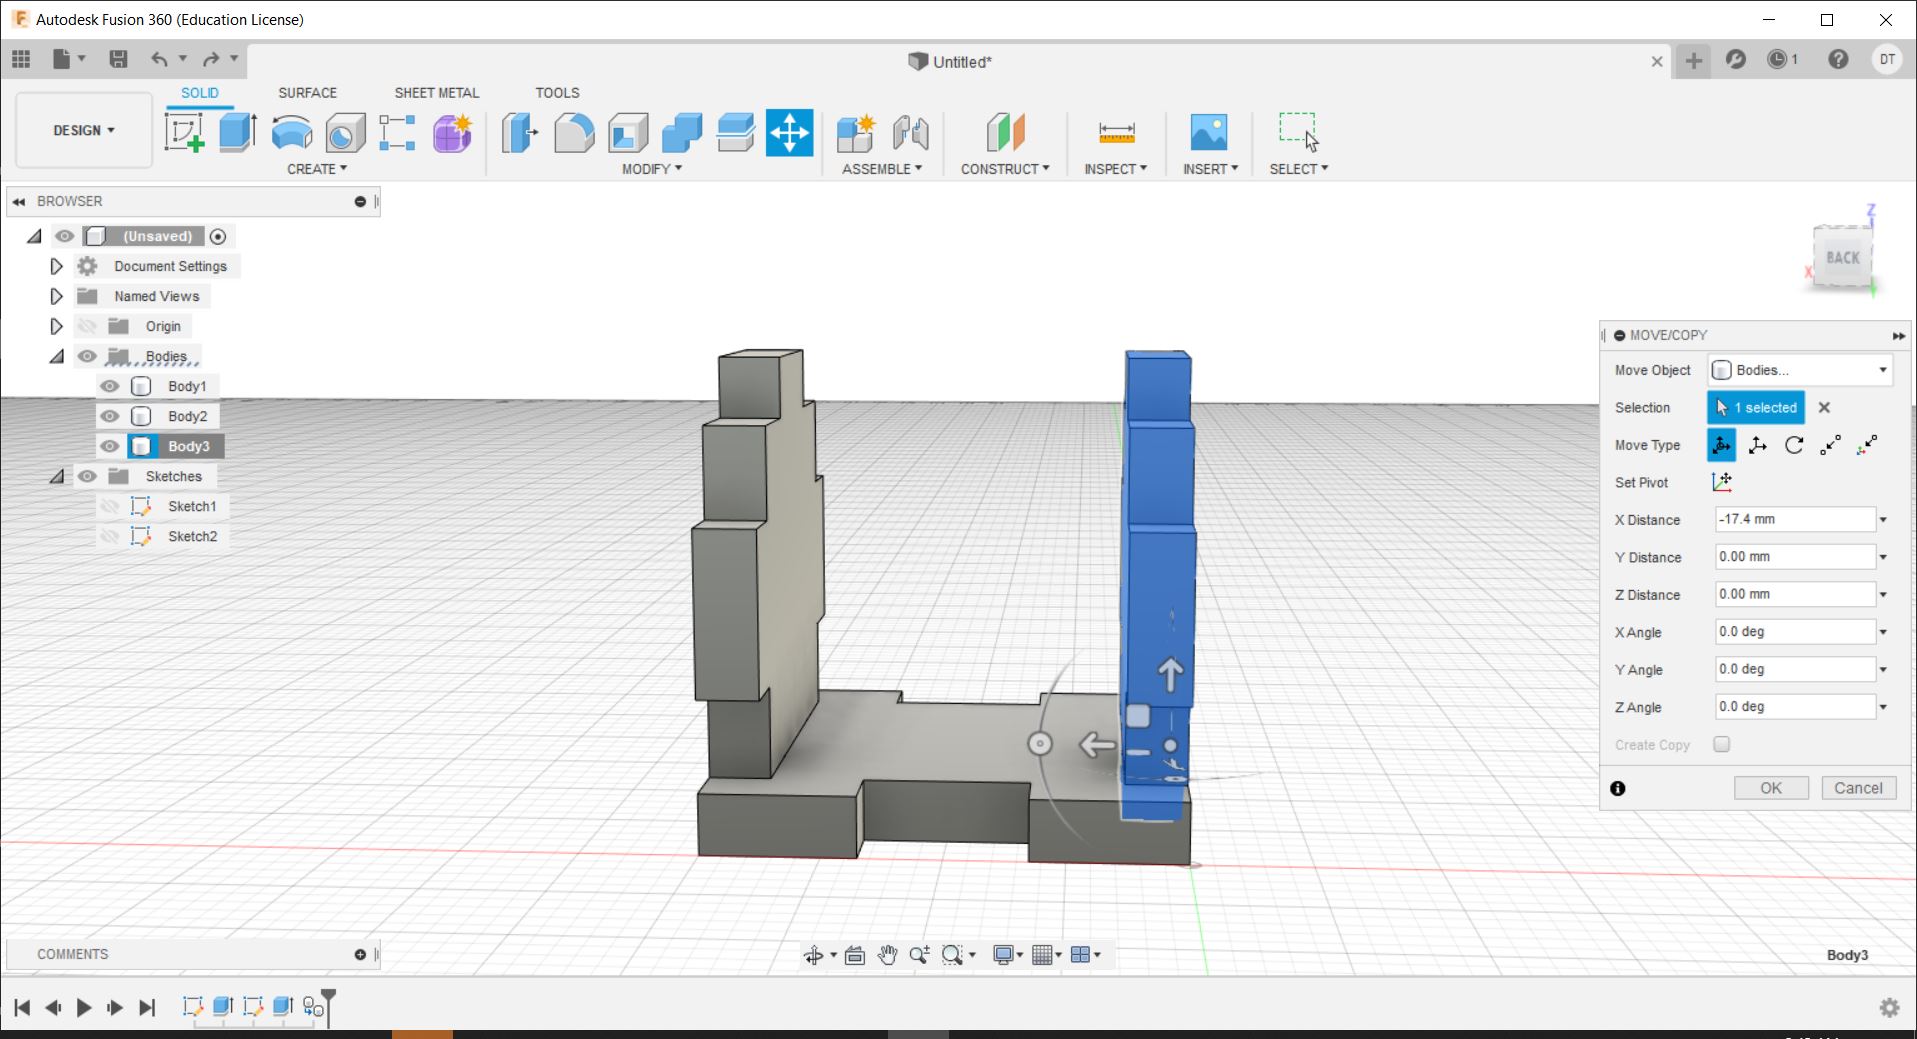 Autodesk Fusion 360 (Education License)
Untitled*
1
DT
DESIGN
SOLID
SURFACE
SHEET METAL
TOOLS
CREATE
MODIFY
ASSEMBLE
CONSTRUCT
INSPECT
INSERT
SELECT
BROWSER
(Unsaved)
Document Settings
Named Views
Origin
Bodies
Body1
Body2
Body3
Sketches
Sketch1
Sketch2
Z
BACK
X
MOVE/COPY
Move Object Bodies...
Selection 1 selected
Move Type
Set Pivot
X Distance -17.4 mm
Y Distance 0.00 mm
Z Distance 0.00 mm
X Angle 0.0 deg
Y Angle 0.0 deg
Z Angle 0.0 deg
Create Copy
OK Cancel
COMMENTS
Body3